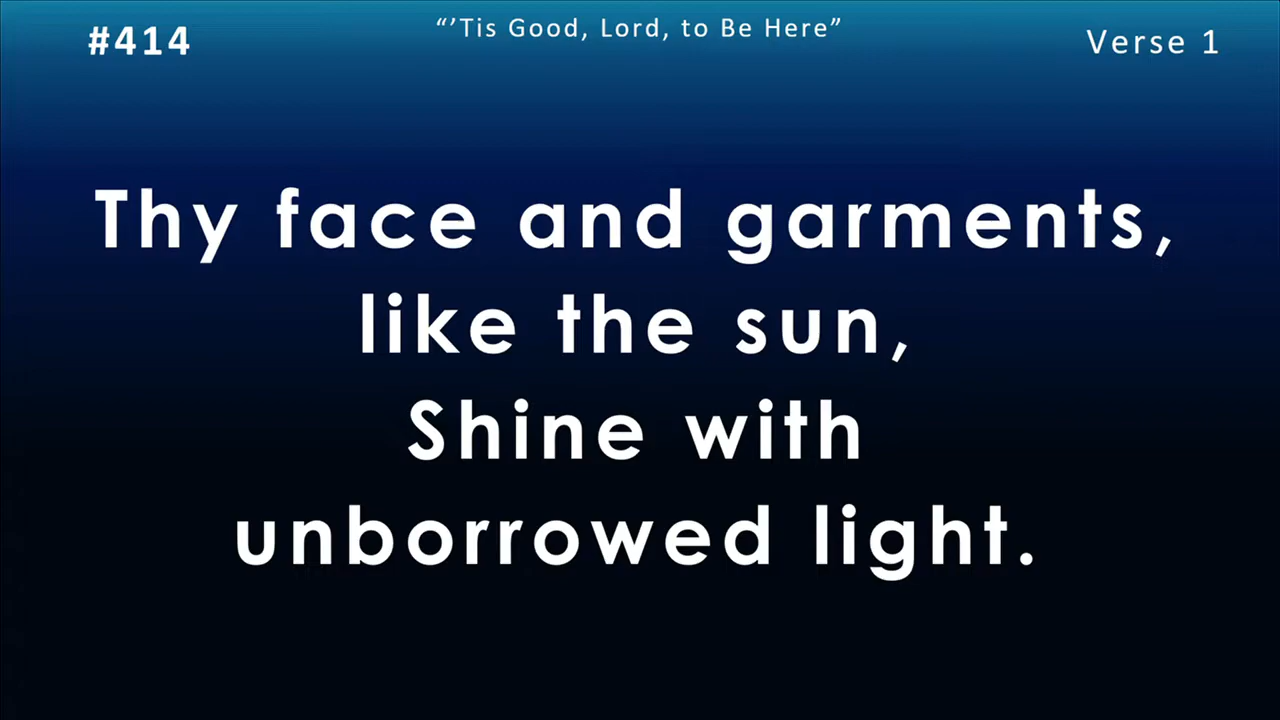 #414
“’Tis Good, Lord, to Be Here”
Verse 1
Thy face and garments,
like the sun,
Shine with
unborrowed light.